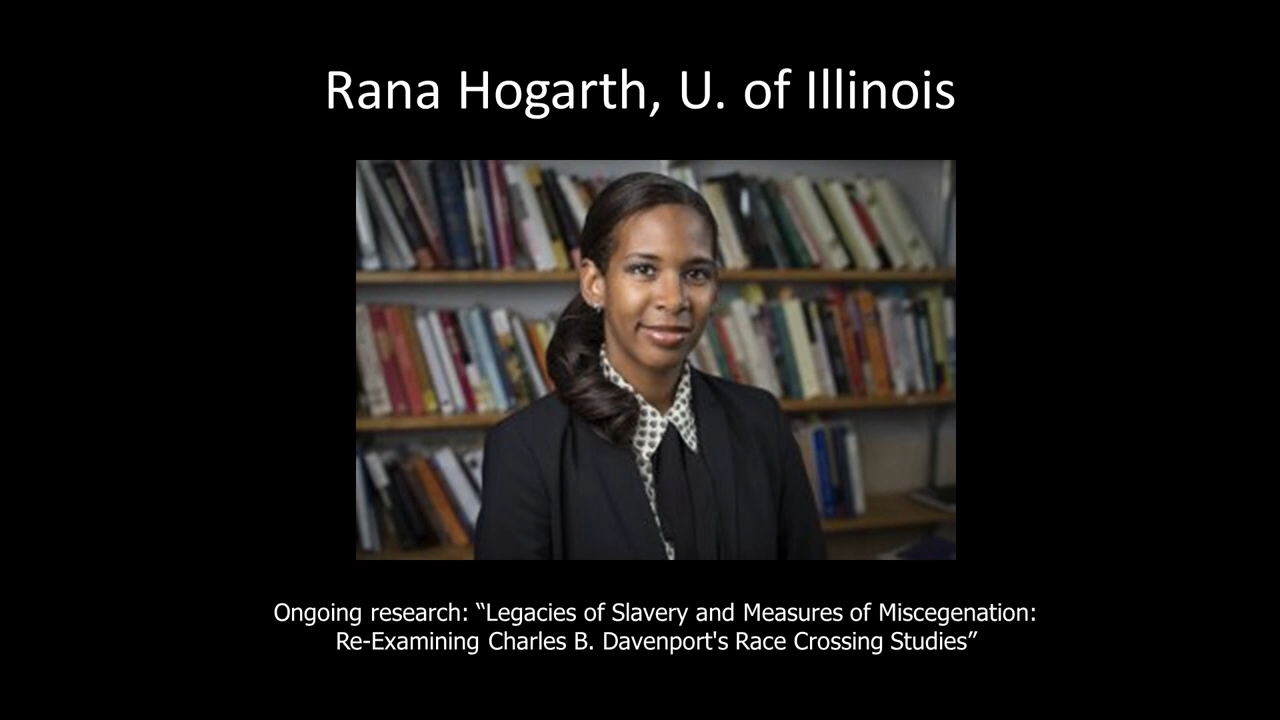 Rana Hogarth, U. of Illinois
Ongoing research: “Legacies of Slavery and Measures of Miscegenation:
Re-Examining Charles B. Davenport's Race Crossing Studies”